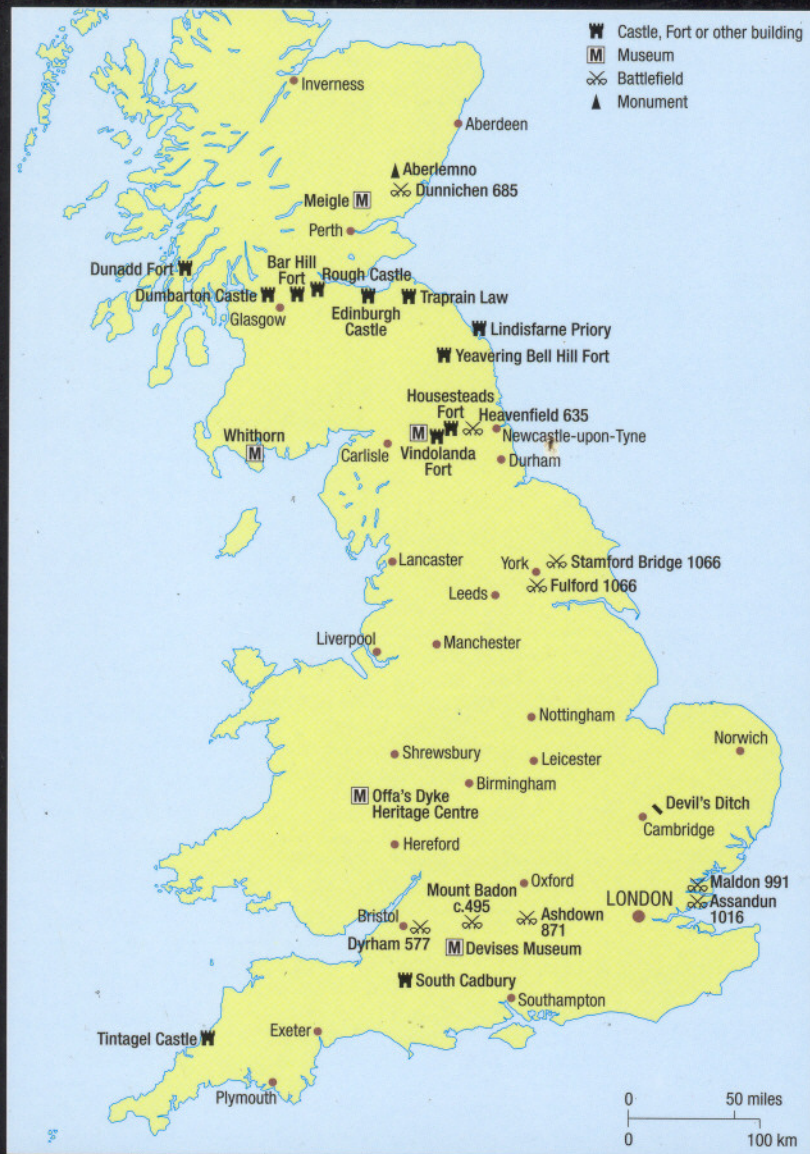 Castle, Fort or other building
M Museum
Battlefield
Monument
Inverness
Aberdeen
Aberlemno
Dunnichen 685
Meigle M
Perth
Dunadd Fort
Bar Hill
Fort
Rough Castle
Dumbarton Castle
Traprain Law
Glasgow
Edinburgh
Castle
Lindisfarne Priory
Yeavering Bell Hill Fort
Housesteads
Fort
Heavenfield 635
Whithorn
M
M
Newcastle-upon-Tyne
Carlisle
Vindolanda
Fort
Durham
Lancaster
York
Stamford Bridge 1066
Fulford 1066
Leeds
Liverpool
Manchester
Nottingham
Norwich
Shrewsbury
Leicester
Birmingham
M Offa's Dyke
Heritage Centre
Devil's Ditch
Cambridge
Hereford
Oxford
Maldon 991
Mount Badon
c.495
LONDON
Assandun
1016
Bristol
Ashdown
871
Dyrham 577
M Devises Museum
South Cadbury
Southampton
Tintagel Castle
Exeter
Plymouth
0 50 miles
0 100 km